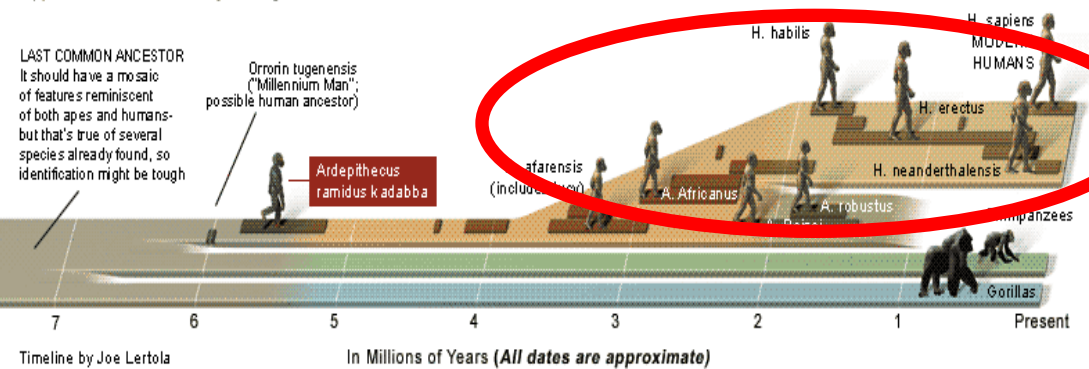 LAST COMMON ANCESTOR
It should have a mosaic
of features reminiscent
of both apes and humans-
but that's true of several
species already found, so
identification might be tough
Orrorin tugenensis
("Millennium Man";
possible human ancestor)
Ardepithecus
ramidus kadabba
afarensis
A. Africanus
A. robustus
H. habilis
H. sapiens
HUMANS
H. erectus
H. neanderthalensis
Gorillas
7 6 5 4 3 2 1 Present
Timeline by Joe Lertola
In Millions of Years (All dates are approximate)